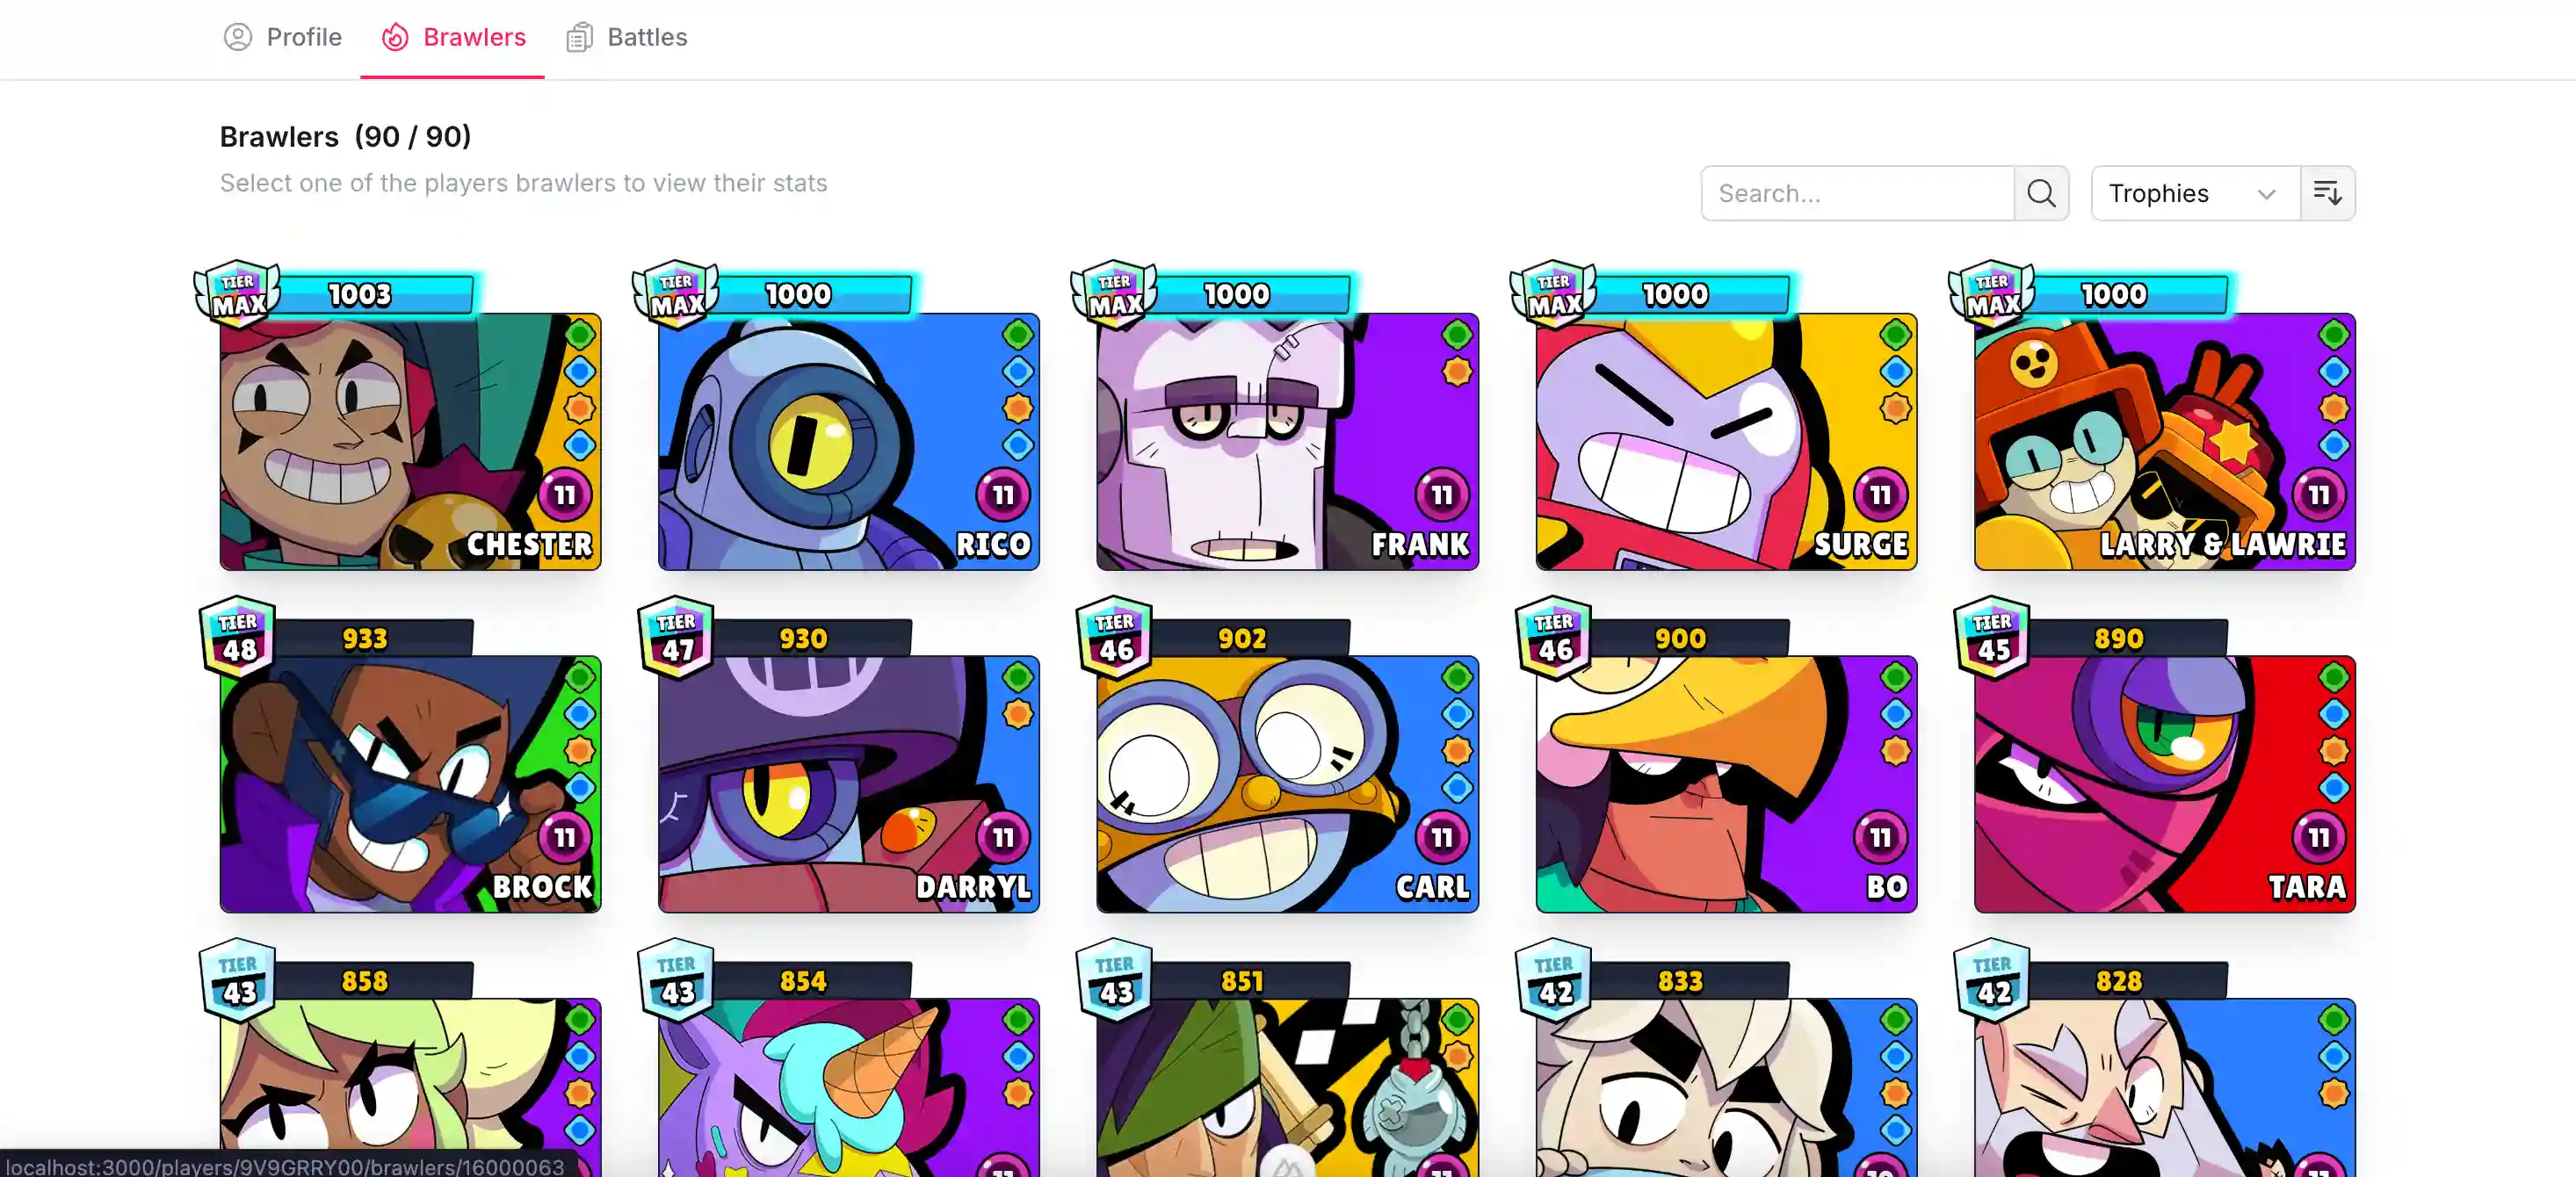 Profile Brawlers Battles
Brawlers (90 / 90)
Select one of the players brawlers to view their stats
Search...
Trophies
TIER MAX 1003
TIER MAX 1000
TIER MAX 1000
TIER MAX 1000
TIER MAX 1000
11
11
11
11
11
CHESTER
RICO
FRANK
SURGE
LARRY & LAWRIE
TIER 48 933
TIER 47 930
TIER 46 902
TIER 46 900
TIER 45 890
11
11
11
11
11
BROCK
DARRYL
CARL
BO
TARA
TIER 43 858
TIER 43 854
TIER 43 851
TIER 42 833
TIER 42 828
localhost:3000/players/9V9GRRY00/brawlers/16000063